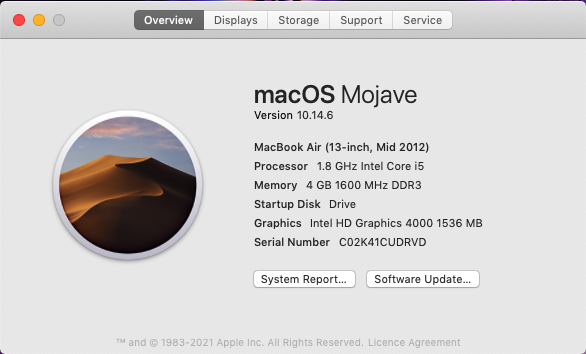 Overview Displays Storage Support Service
macOS Mojave
Version 10.14.6
MacBook Air (13-inch, Mid 2012)
Processor 1.8 GHz Intel Core i5
Memory 4 GB 1600 MHz DDR3
Startup Disk Drive
Graphics Intel HD Graphics 4000 1536 MB
Serial Number C02K41CUDRVD
System Report... Software Update...
™ and © 1983-2021 Apple Inc. All Rights Reserved. Licence Agreement